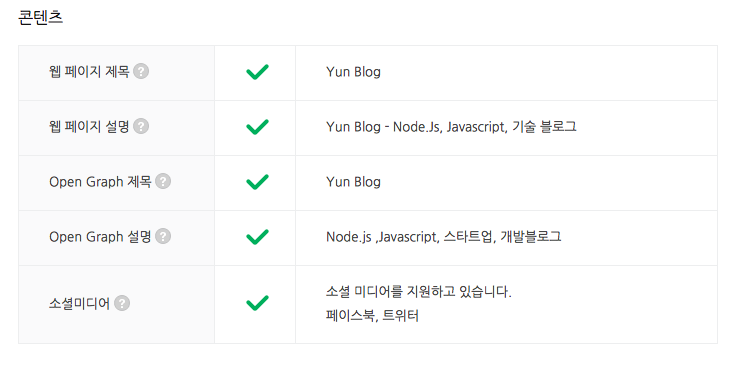 콘텐츠
웹 페이지 제목 ? Yun Blog
웹 페이지 설명 ? Yun Blog - Node.Js, Javascript, 기술 블로그
Open Graph 제목 ? Yun Blog
Open Graph 설명 ? Node.js ,Javascript, 스타트업, 개발블로그
소셜미디어 ? 소셜 미디어를 지원하고 있습니다.
페이스북, 트위터